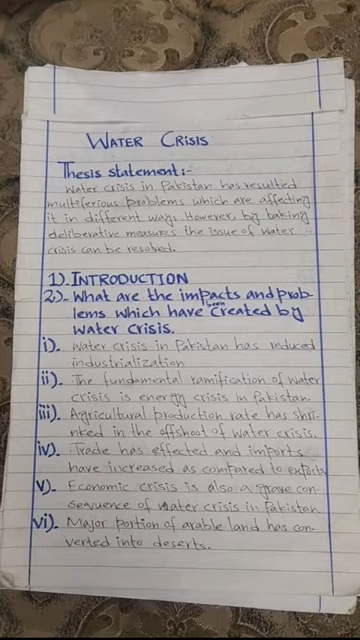 WATER CRISIS
Thesis statement:-
Water crisis in Pakistan has resulted
multiferious problems which are affecting
it in different ways. However, by taking
deliberative measures the issue of water
crisis can be resolved.
1). INTRODUCTION
2).- What are the impacts and prob-
lems which have been created by
water crisis.
i). Water crisis in Pakistan has reduced
industrialization
ii). The fundamental ramification of water
crisis is energy crisis in Pakistan.
iii). Agricultural production rate has shri-
nked in the offshoot of water crisis.
iv). Trade has effected and imports
have increased as compared to exports
v). Economic crisis is also a grave con-
sequence of water crisis in Pakistan.
vi). Major portion of arable land has con-
verted into deserts.